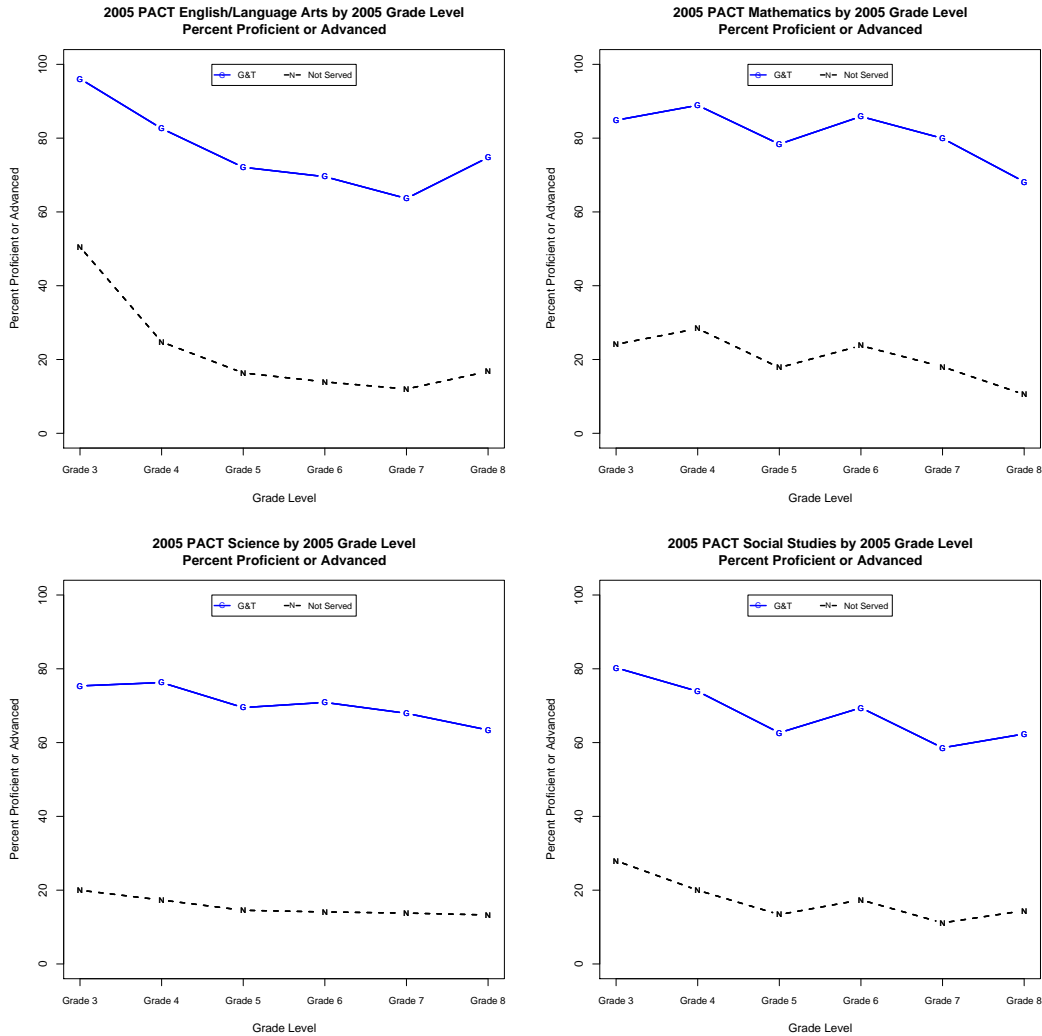 2005 PACT English/Language Arts by 2005 Grade Level
Percent Proficient or Advanced
Percent Proficient or Advanced
100
80
60
40
20
0
G G&T N Not Served
G G G G G G
N N N N N N
Grade 3 Grade 4 Grade 5 Grade 6 Grade 7 Grade 8
Grade Level
2005 PACT Mathematics by 2005 Grade Level
Percent Proficient or Advanced
Percent Proficient or Advanced
100
80
60
40
20
0
G G&T N Not Served
G G G G G G
N N N N N N
Grade 3 Grade 4 Grade 5 Grade 6 Grade 7 Grade 8
Grade Level
2005 PACT Science by 2005 Grade Level
Percent Proficient or Advanced
Percent Proficient or Advanced
100
80
60
40
20
0
G G&T N Not Served
G G G G G G
N N N N N N
Grade 3 Grade 4 Grade 5 Grade 6 Grade 7 Grade 8
Grade Level
2005 PACT Social Studies by 2005 Grade Level
Percent Proficient or Advanced
Percent Proficient or Advanced
100
80
60
40
20
0
G G&T N Not Served
G G G G G G
N N N N N N
Grade 3 Grade 4 Grade 5 Grade 6 Grade 7 Grade 8
Grade Level